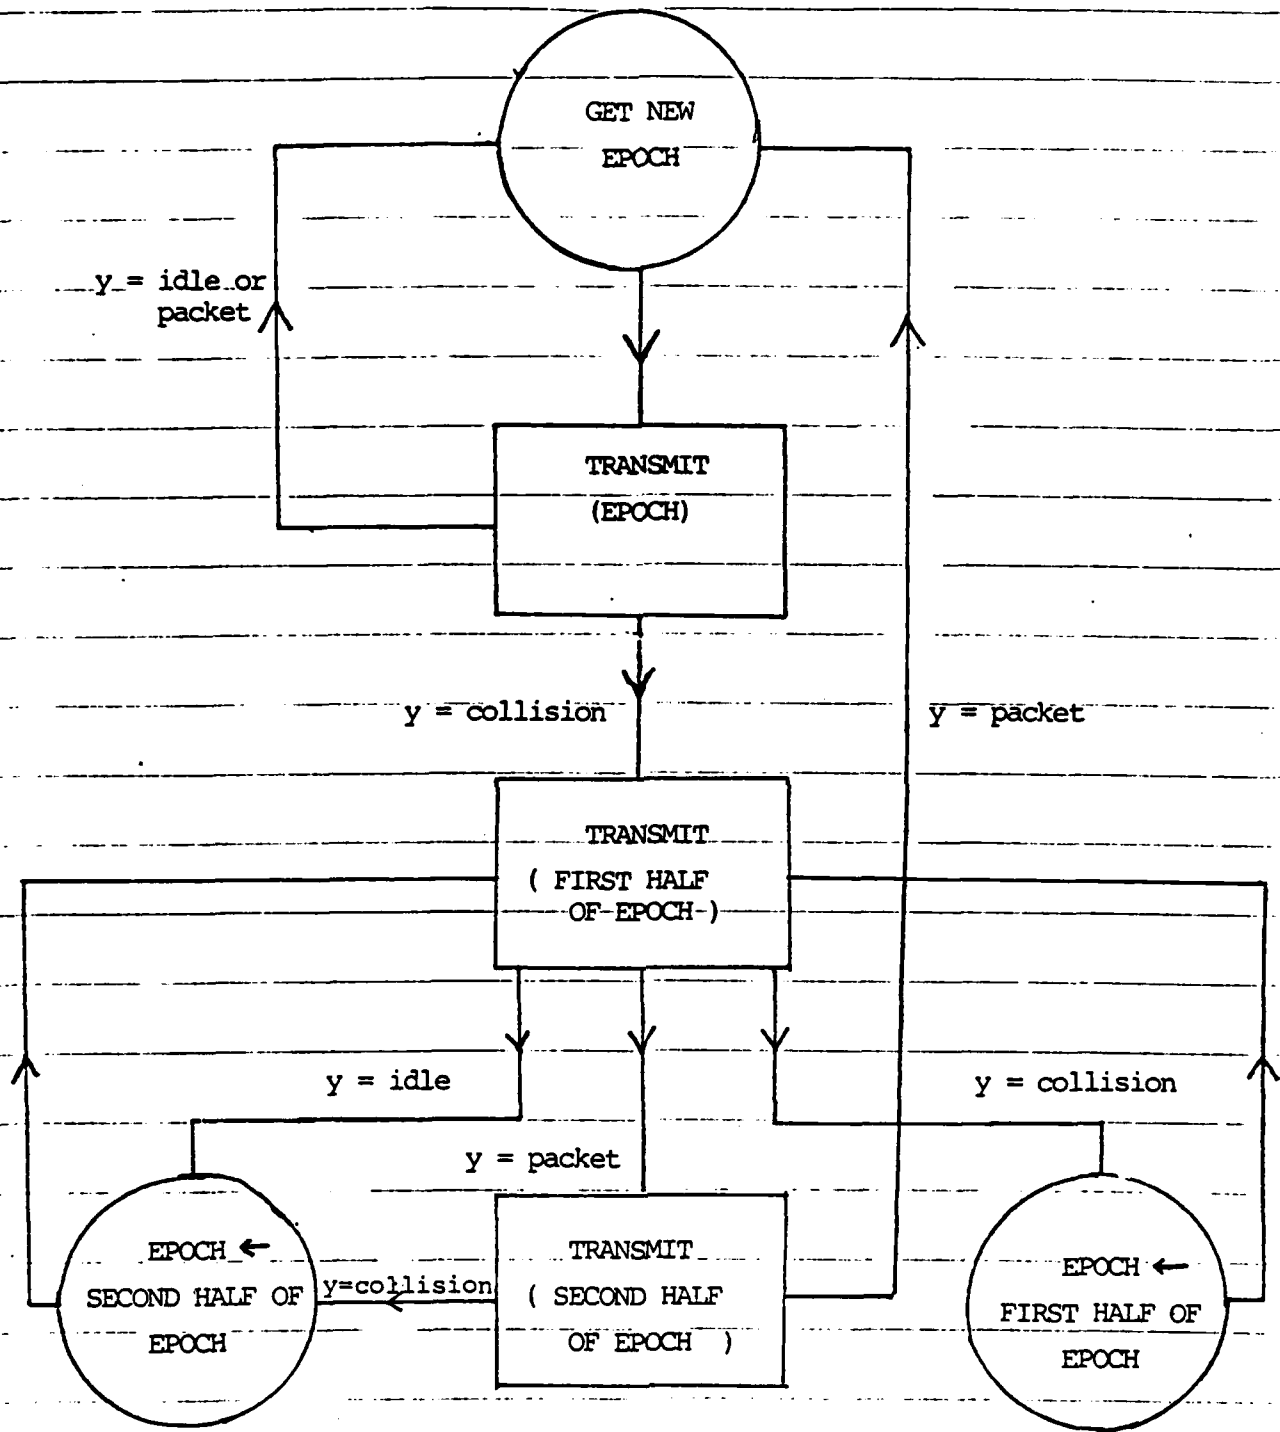 GET NEW
EPOCH
y = idle or
packet
TRANSMIT
(EPOCH)
y = collision
y = packet
TRANSMIT
( FIRST HALF
OF EPOCH )
y = idle
y = collision
y = packet
EPOCH ←
SECOND HALF OF
EPOCH
y=collision
TRANSMIT
( SECOND HALF
OF EPOCH )
EPOCH ←
FIRST HALF OF
EPOCH